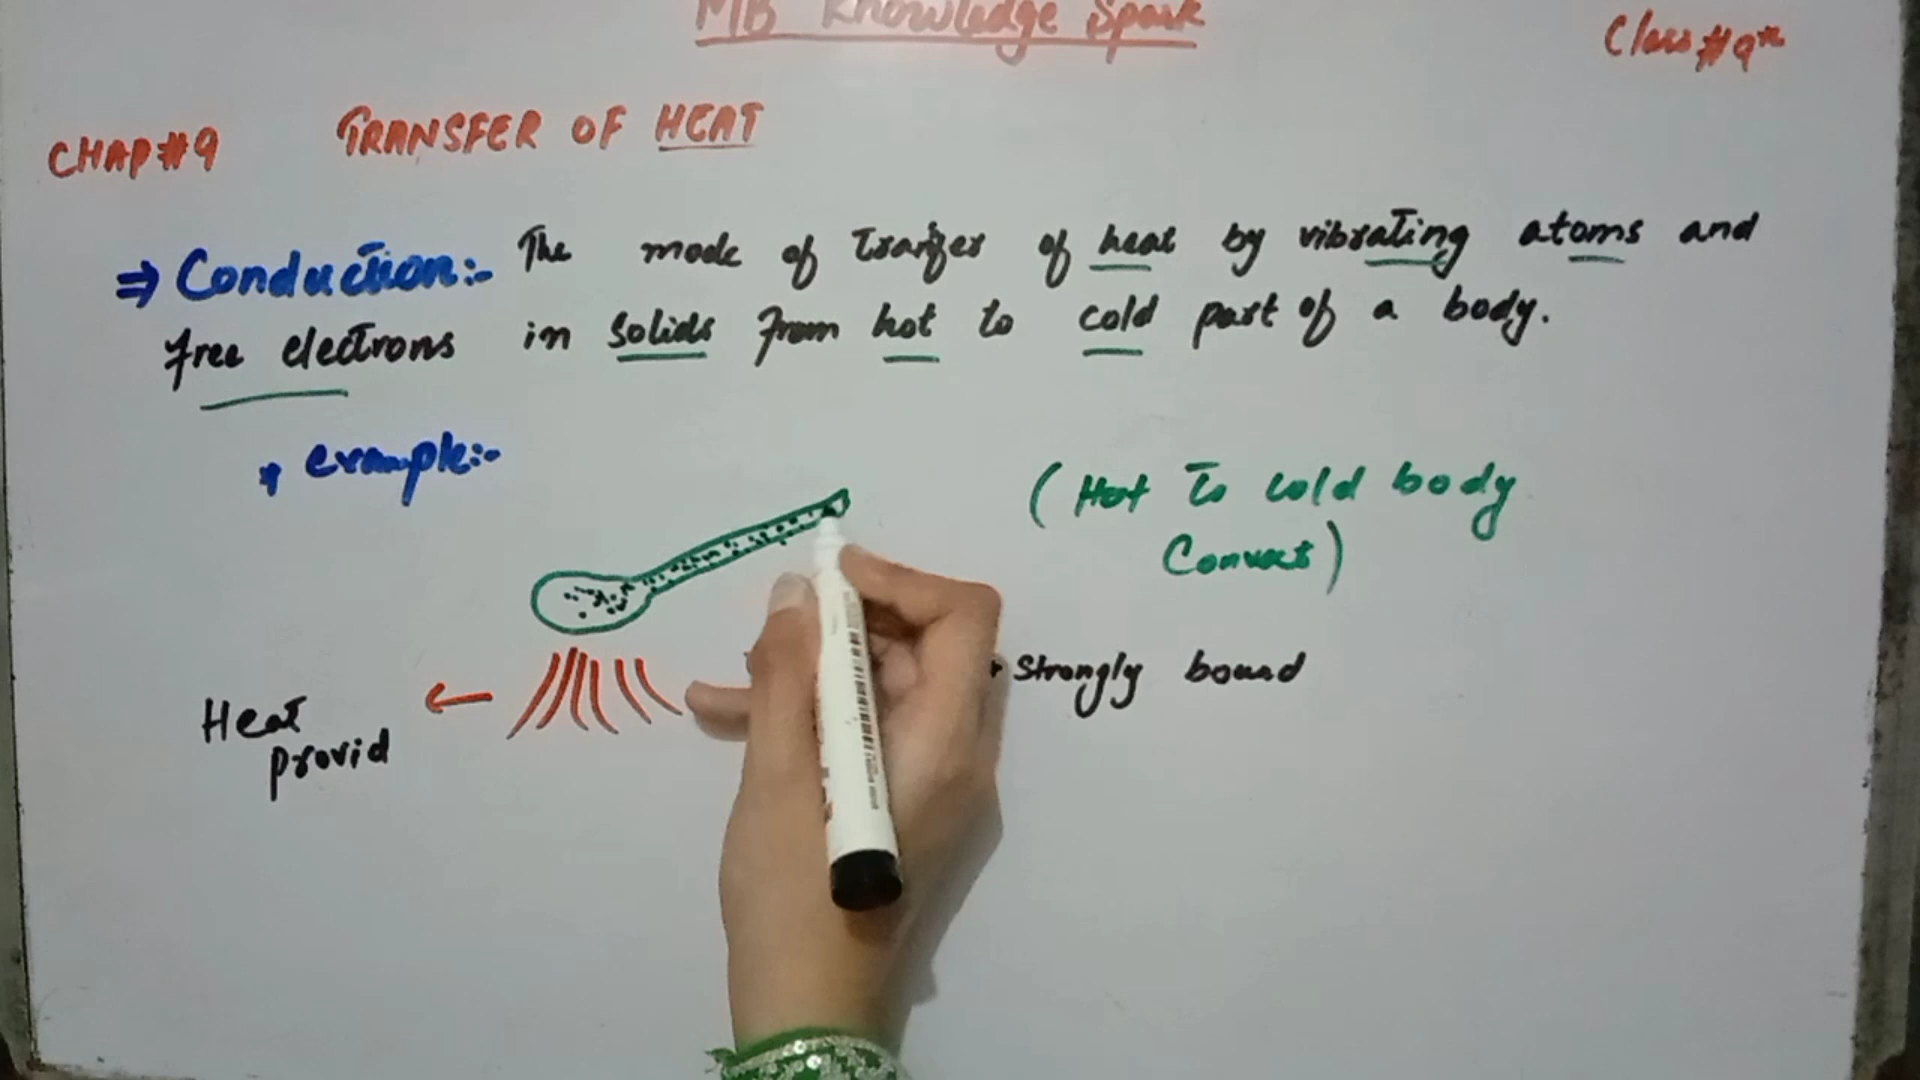 MB Knowledge Spark
Class#9th
CHAP#9 TRANSFER OF HEAT
⇒ Conduction:- The mode of tranfer of heat by vibrating atoms and
free electrons in solids from hot to cold part of a body.
* example:-
(Hot to cold body
Convert)
Strongly bound
Heat
provid